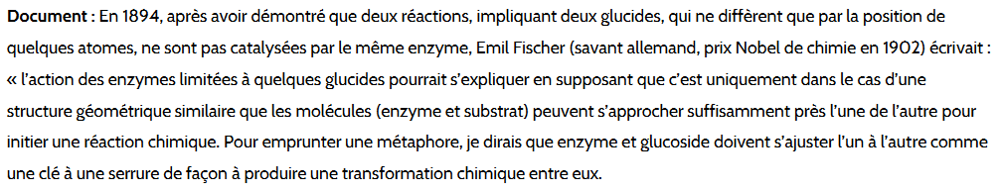 Document : En 1894, après avoir démontré que deux réactions, impliquant deux glucides, qui ne diffèrent que par la position de
quelques atomes, ne sont pas catalysées par le même enzyme, Emil Fischer (savant allemand, prix Nobel de chimie en 1902) écrivait :
« l’action des enzymes limitées à quelques glucides pourrait s’expliquer en supposant que c’est uniquement dans le cas d’une
structure géométrique similaire que les molécules (enzyme et substrat) peuvent s’approcher suffisamment près l’une de l’autre pour
initier une réaction chimique. Pour emprunter une métaphore, je dirais que enzyme et glucoside doivent s’ajuster l’un à l’autre comme
une clé à une serrure de façon à produire une transformation chimique entre eux.